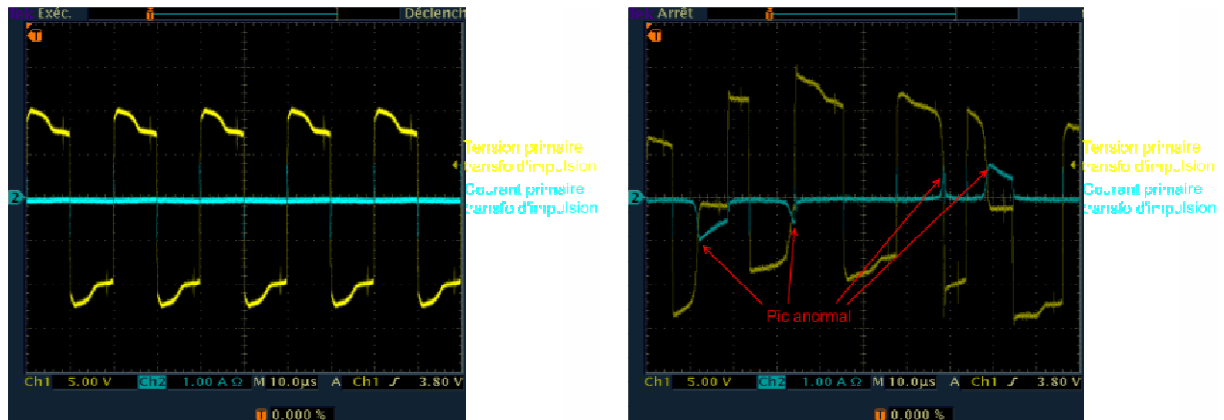 Exéc.
Déclench
T
2
Tension primaire
transfo d'impulsion
Courant primaire
transfo d'impulsion
Ch1 5.00 V Ch2 1.00 A Ω M 10.0µs A Ch1 3.80 V
T 0.000 %
Arrêt
T
2
Pic anormal
Tension primaire
transfo d'impulsion
Courant primaire
transfo d'impulsion
Ch1 5.00 V Ch2 1.00 A Ω M 10.0µs A Ch1 3.80 V
T 0.000 %